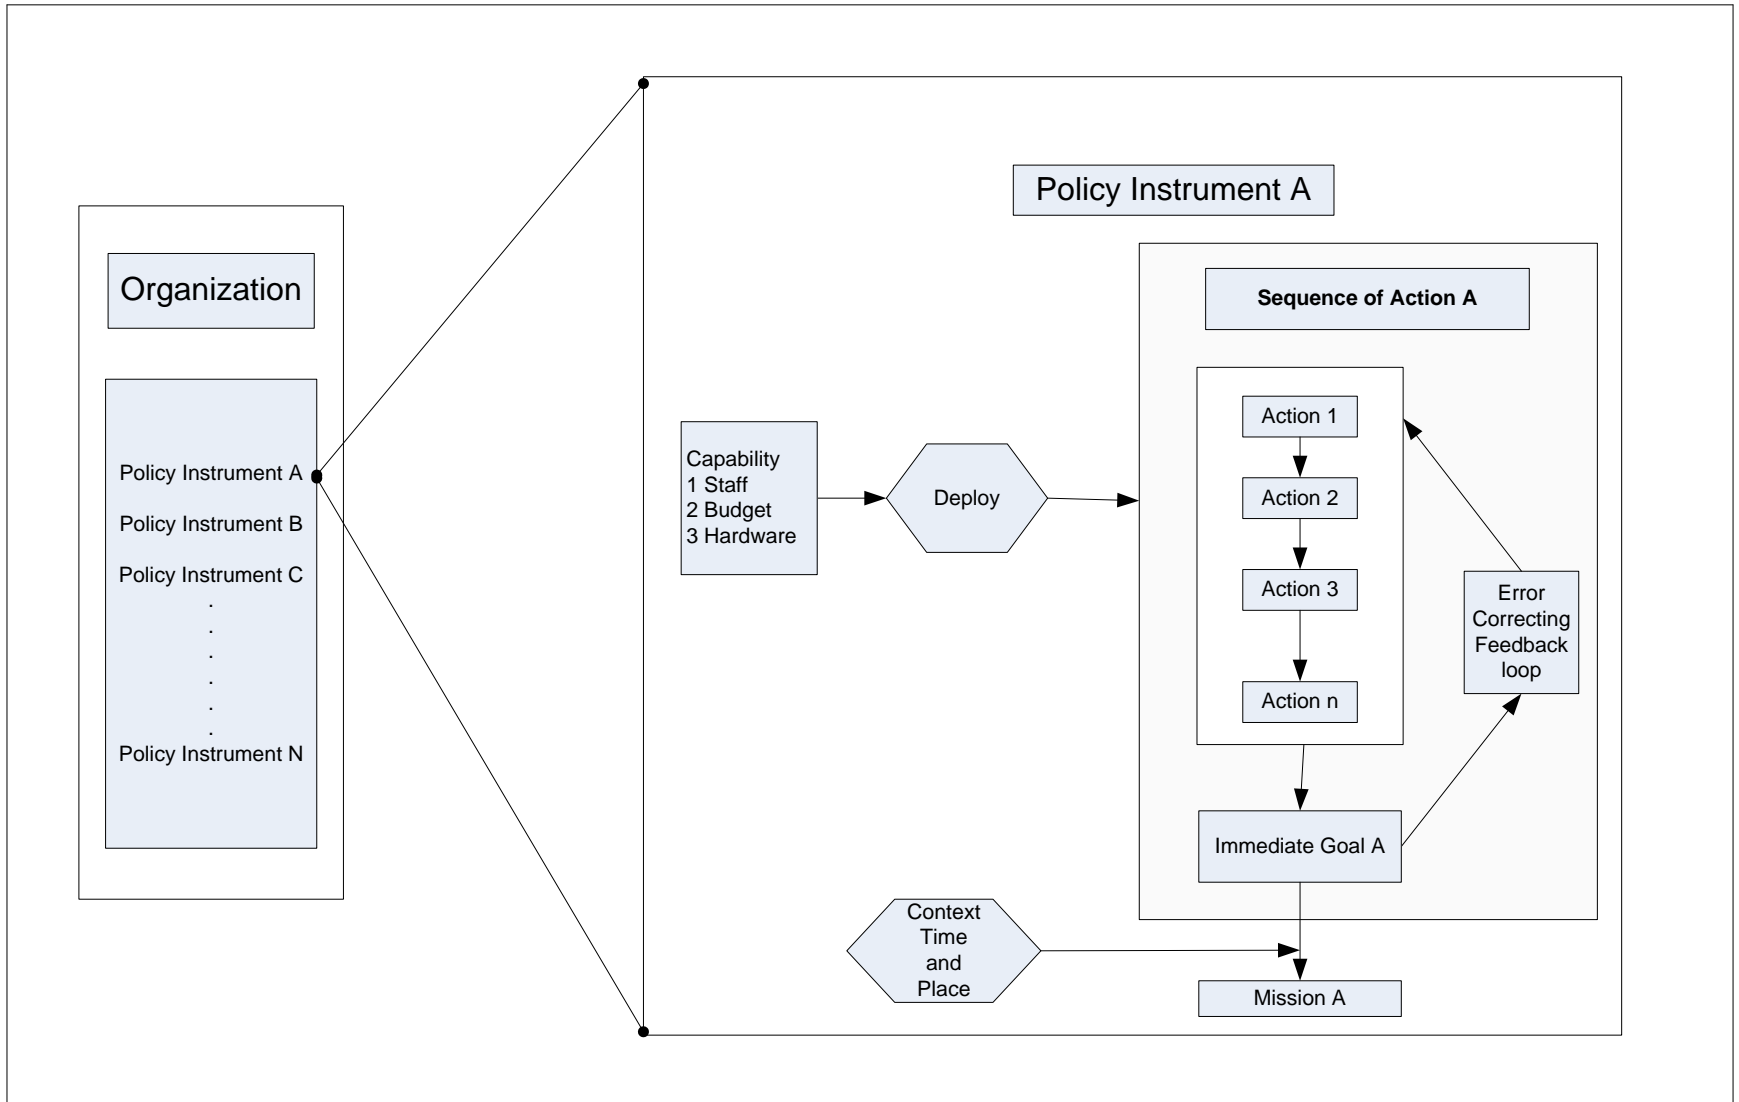 Organization
Policy Instrument A
Policy Instrument B
Policy Instrument C
.
.
.
.
.
.
Policy Instrument N
Policy Instrument A
Capability
1 Staff
2 Budget
3 Hardware
Deploy
Sequence of Action A
Action 1
Action 2
Action 3
Action n
Error
Correcting
Feedback
loop
Immediate Goal A
Context
Time
and
Place
Mission A